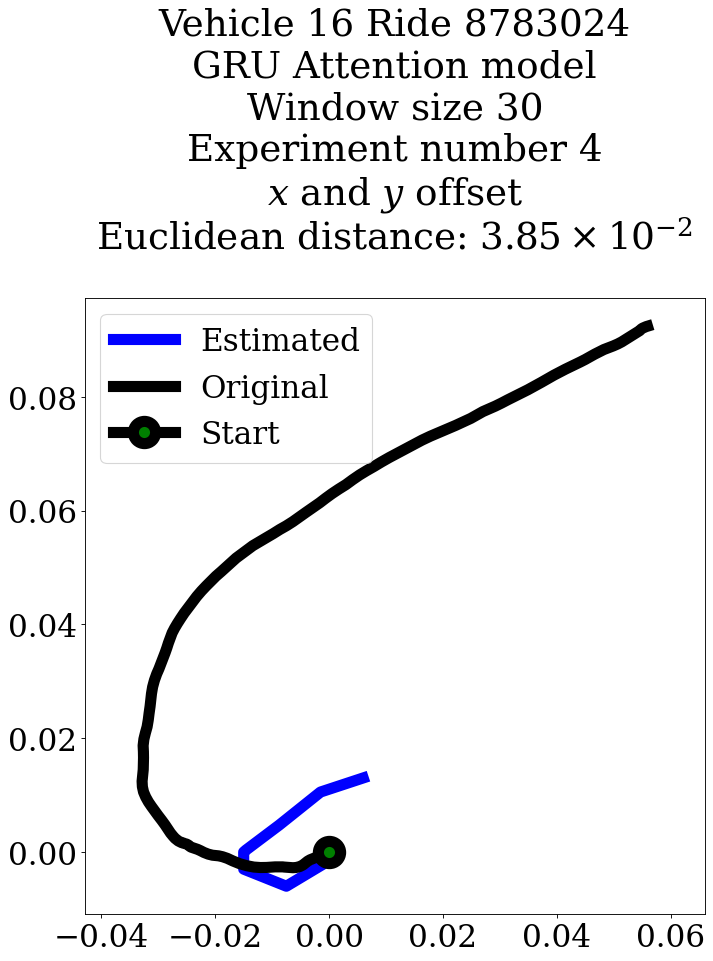 Vehicle 16 Ride 8783024
GRU Attention model
Window size 30
Experiment number 4
x and y offset
Euclidean distance: 3.85 × 10⁻²
Estimated
Original
Start
0.08
0.06
0.04
0.02
0.00
−0.04 −0.02 0.00 0.02 0.04 0.06